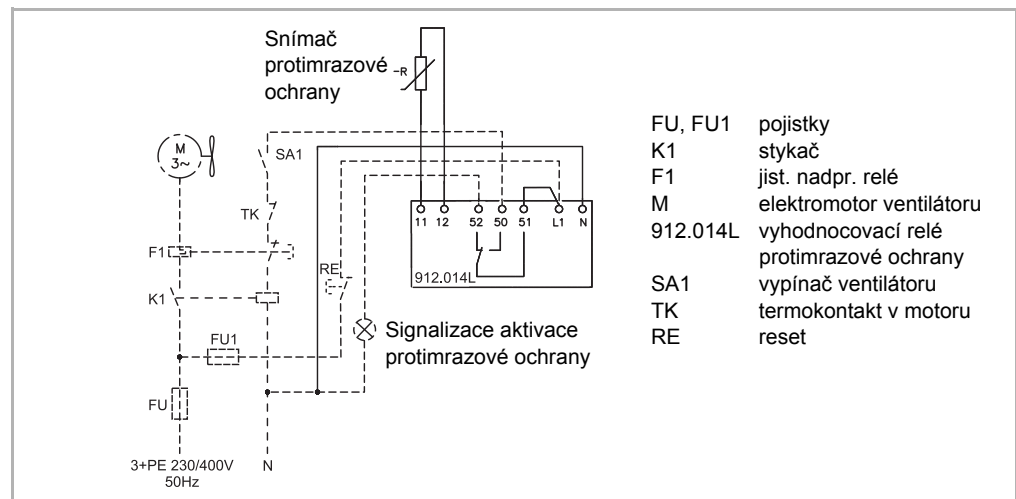 Snímač
protimrazové
ochrany
-R
M
3~
SA1
TK
F1
K1
RE
FU1
FU
11 12 52 50 51 L1 N
912.014L
Signalizace aktivace
protimrazové ochrany
3+PE 230/400V
50Hz
N
FU, FU1 pojistky
K1 stykač
F1 jist. nadpr. relé
M elektromotor ventilátoru
912.014L vyhodnocovací relé
protimrazové ochrany
SA1 vypínač ventilátoru
TK termokontakt v motoru
RE reset